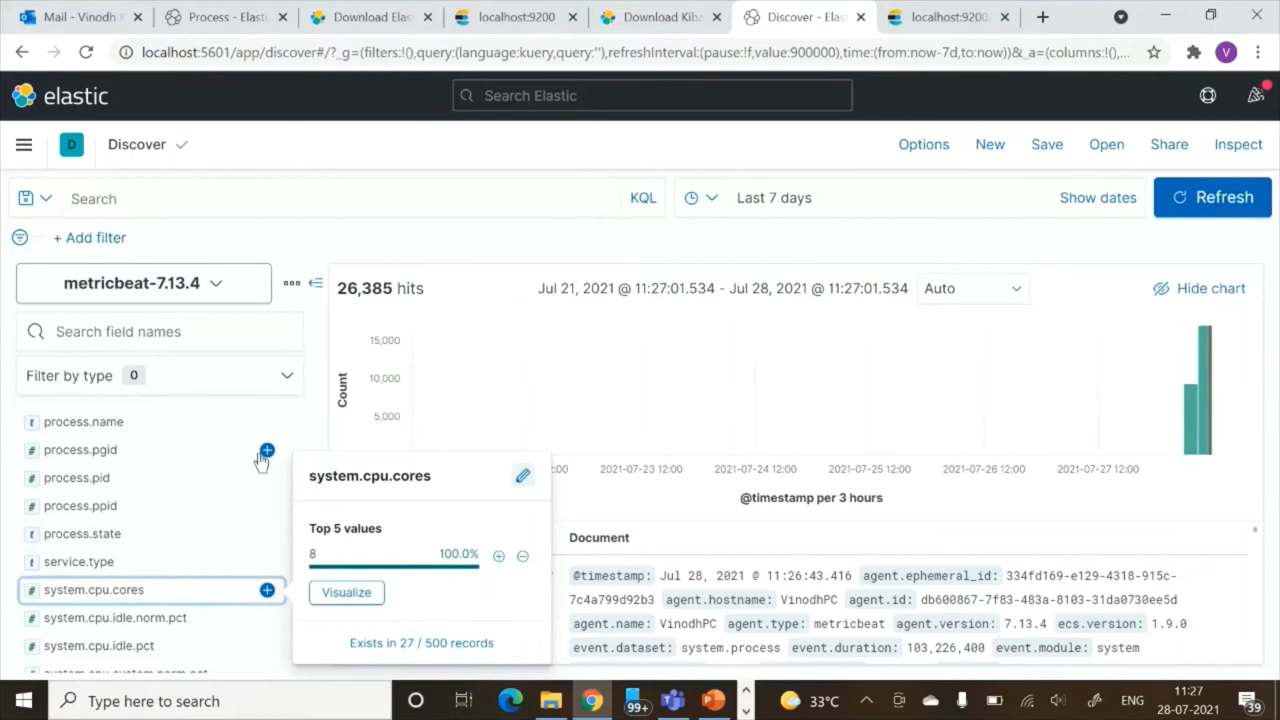 Mail - Vinodh K
Process - Elasti
Download Elas
localhost:9200
Download Kiba
Discover - Elas
localhost:9200
localhost:5601/app/discover#/?_g=(filters:!(),query:(language:kuery,query:''),refreshInterval:(pause:!f,value:900000),time:(from:now-7d,to:now))&_a=(columns:!(),...
V
elastic
Search Elastic
D
Discover
Options
New
Save
Open
Share
Inspect
Search
KQL
Last 7 days
Show dates
Refresh
+ Add filter
metricbeat-7.13.4
26,385 hits
Jul 21, 2021 @ 11:27:01.534 - Jul 28, 2021 @ 11:27:01.534
Auto
Hide chart
Search field names
Filter by type 0
t process.name
# process.pgid
# process.pid
# process.ppid
t process.state
t service.type
# system.cpu.cores
# system.cpu.idle.norm.pct
# system.cpu.idle.pct
# system.cpu.system.norm.pct
15,000
10,000
5,000
Count
:00
2021-07-23 12:00
2021-07-24 12:00
2021-07-25 12:00
2021-07-26 12:00
2021-07-27 12:00
@timestamp per 3 hours
system.cpu.cores
Top 5 values
8 100.0%
Visualize
Exists in 27 / 500 records
Document
@timestamp: Jul 28, 2021 @ 11:26:43.416 agent.ephemeral_id: 334fd169-e129-4318-915c-
7c4a799d92b3 agent.hostname: VinodhPC agent.id: db600867-7f83-483a-8103-31da0730ee5d
agent.name: VinodhPC agent.type: metricbeat agent.version: 7.13.4 ecs.version: 1.9.0
event.dataset: system.process event.duration: 103,226,400 event.module: system
Type here to search
99+
33°C
ENG
11:27
28-07-2021
39